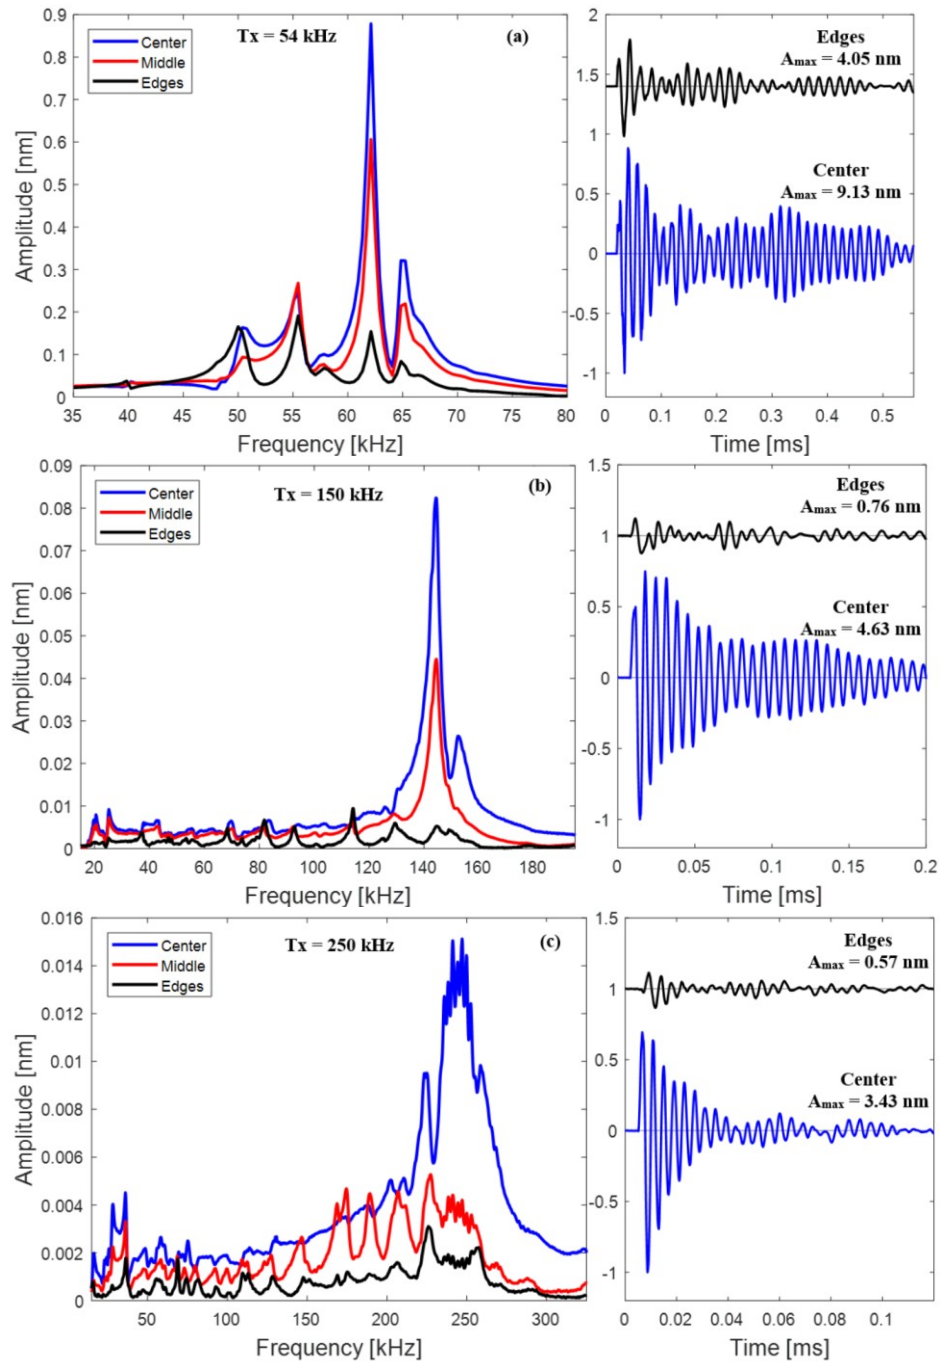 Tx = 54 kHz
(a)
Center
Middle
Edges
Amplitude [nm]
0.9
0.8
0.7
0.6
0.5
0.4
0.3
0.2
0.1
0
35 40 45 50 55 60 65 70 75 80
Frequency [kHz]
Edges
Amax = 4.05 nm
Center
Amax = 9.13 nm
2
1.5
1
0.5
0
-0.5
-1
0 0.1 0.2 0.3 0.4 0.5
Time [ms]
Tx = 150 kHz
(b)
Center
Middle
Edges
Amplitude [nm]
0.09
0.08
0.07
0.06
0.05
0.04
0.03
0.02
0.01
0
20 40 60 80 100 120 140 160 180
Frequency [kHz]
Edges
Amax = 0.76 nm
Center
Amax = 4.63 nm
1.5
1
0.5
0
-0.5
-1
0 0.05 0.1 0.15 0.2
Time [ms]
Tx = 250 kHz
(c)
Center
Middle
Edges
Amplitude [nm]
0.016
0.014
0.012
0.01
0.008
0.006
0.004
0.002
0
50 100 150 200 250 300
Frequency [kHz]
Edges
Amax = 0.57 nm
Center
Amax = 3.43 nm
1.5
1
0.5
0
-0.5
-1
0 0.02 0.04 0.06 0.08 0.1
Time [ms]